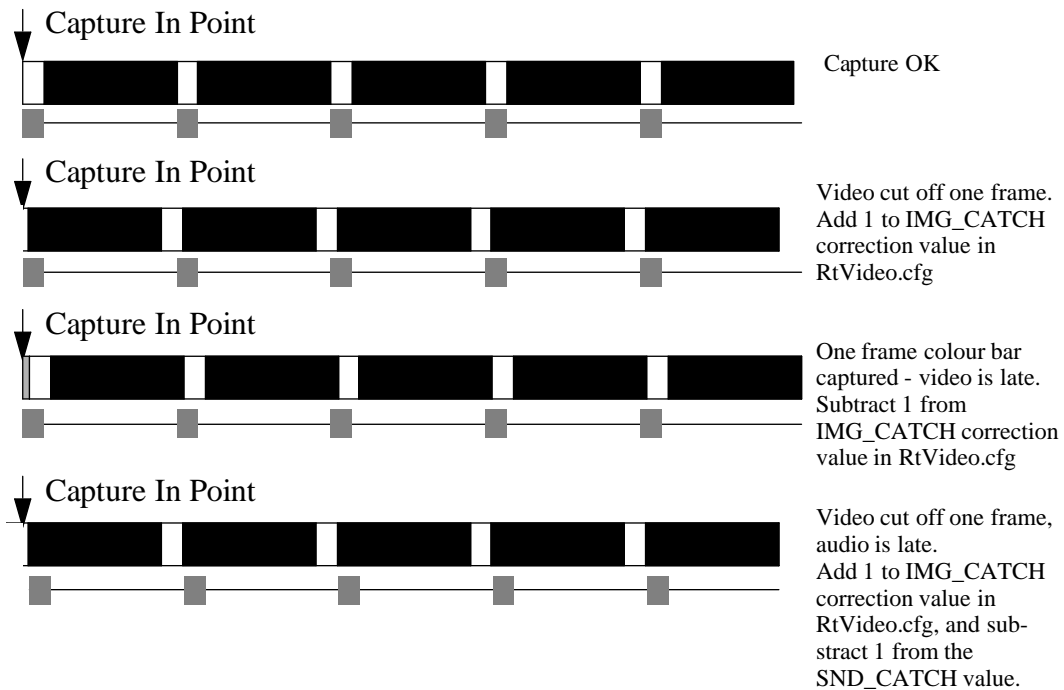 Capture In Point
Capture OK
Capture In Point
Video cut off one frame.
Add 1 to IMG_CATCH
correction value in
RtVideo.cfg
Capture In Point
One frame colour bar
captured - video is late.
Subtract 1 from
IMG_CATCH correction
value in RtVideo.cfg
Capture In Point
Video cut off one frame,
audio is late.
Add 1 to IMG_CATCH
correction value in
RtVideo.cfg, and sub-
stract 1 from the
SND_CATCH value.